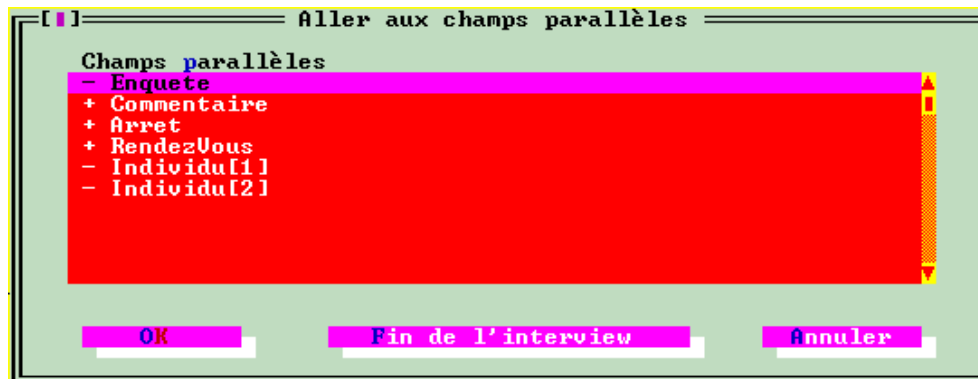 Aller aux champs parallèles
Champs parallèles
- Enquete
+ Commentaire
+ Arret
+ RendezVous
- Individu[1]
- Individu[2]
OK Fin de l'interview Annuler